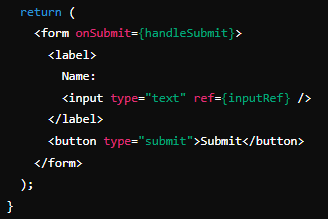 return (
<form onSubmit={handleSubmit}>
<label>
Name:
<input type="text" ref={inputRef} />
</label>
<button type="submit">Submit</button>
</form>
);
}